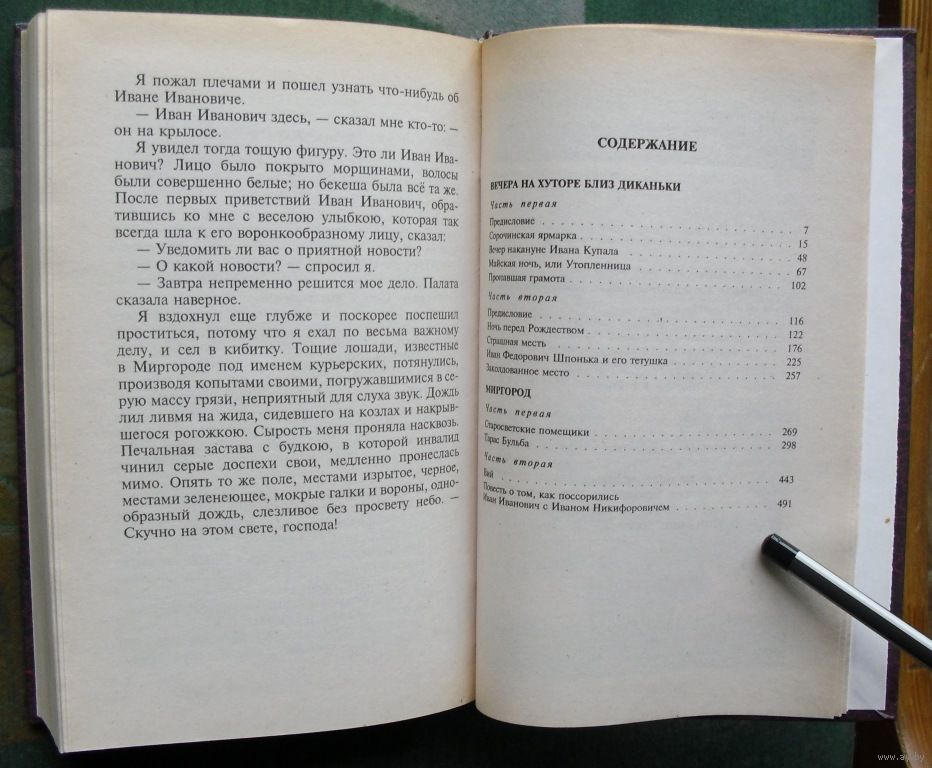 Я пожал плечами и пошел узнать что-нибудь об
Иване Ивановиче.
— Иван Иванович здесь, — сказал мне кто-то: —
он на крылосе.
Я увидел тогда тощую фигуру. Это ли Иван Ива-
нович? Лицо было покрыто морщинами, волосы
были совершенно белые; но бекеша была всё та же.
После первых приветствий Иван Иванович, обра-
тившись ко мне с веселою улыбкою, которая так
всегда шла к его воронкообразному лицу, сказал:
— Уведомить ли вас о приятной новости?
— О какой новости? — спросил я.
— Завтра непременно решится мое дело. Палата
сказала наверное.
Я вздохнул еще глубже и поскорее поспешил
проститься, потому что я ехал по весьма важному
делу, и сел в кибитку. Тощие лошади, известные
в Миргороде под именем курьерских, потянулись,
производя копытами своими, погружавшимися в се-
рую массу грязи, неприятный для слуха звук. Дождь
лил ливмя на жида, сидевшего на козлах и накрыв-
шегося рогожкою. Сырость меня проняла насквозь.
Печальная застава с будкою, в которой инвалид
чинил серые доспехи свои, медленно пронеслась
мимо. Опять то же поле, местами изрытое, черное,
местами зеленеющее, мокрые галки и вороны, одно-
образный дождь, слезливое без просвету небо. —
Скучно на этом свете, господа!
СОДЕРЖАНИЕ
ВЕЧЕРА НА ХУТОРЕ БЛИЗ ДИКАНЬКИ
Часть первая
Предисловие . . . 7
Сорочинская ярмарка . . . 15
Вечер накануне Ивана Купала . . . 48
Майская ночь, или Утопленница . . . 67
Пропавшая грамота . . . 102
Часть вторая
Предисловие . . . 116
Ночь перед Рождеством . . . 122
Страшная месть . . . 176
Иван Федорович Шпонька и его тетушка . . . 225
Заколдованное место . . . 257
МИРГОРОД
Часть первая
Старосветские помещики . . . 269
Тарас Бульба . . . 298
Часть вторая
Вий . . . 443
Повесть о том, как поссорились
Иван Иванович с Иваном Никифоровичем . . . 491
www.ay.by